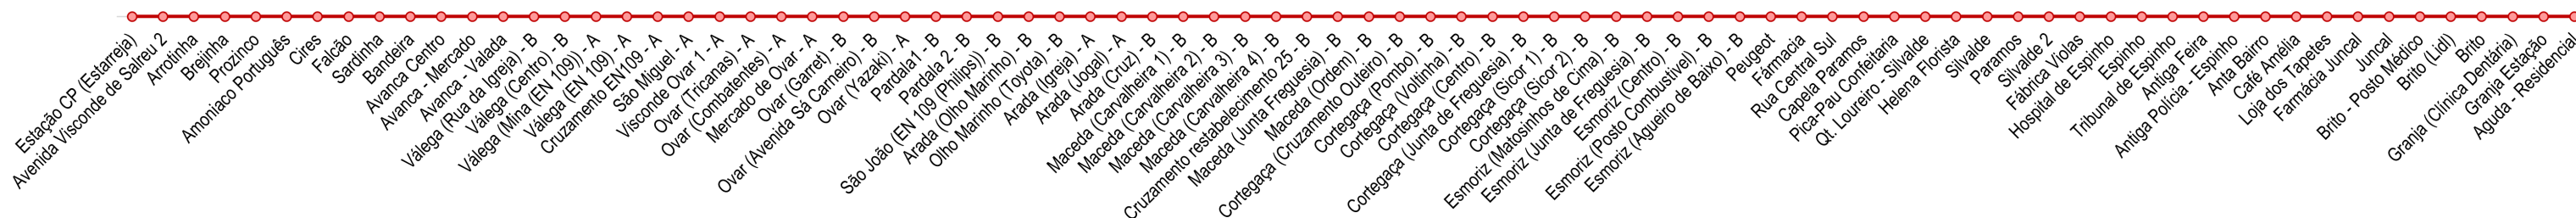 Estação CP (Estarreja)
Avenida Visconde de Salreu 2
Arrotinha
Brejinha
Prozinco
Amoniaco Português
Cires
Falcão
Sardinha
Bandeira
Avanca Centro
Avanca - Mercado
Avanca - Valada
Válega (Rua da Igreja) - B
Válega (Centro) - B
Válega (Mina (EN 109)) - A
Válega (EN 109) - A
Cruzamento EN109 - A
São Miguel - A
Visconde Ovar 1 - A
Ovar (Tricanas) - A
Ovar (Combatentes) - A
Mercado de Ovar - A
Ovar (Garret) - B
Ovar (Avenida Sá Carneiro) - B
Ovar (Yazaki) - A
Pardala1 - B
Pardala 2 - B
São João (EN 109 (Philips)) - B
Arada (Olho Marinho) - B
Olho Marinho (Toyota) - B
Arada (Igreja) - A
Arada (Jogal) - A
Arada (Cruz) - B
Maceda (Carvalheira 1) - B
Maceda (Carvalheira 2) - B
Maceda (Carvalheira 3) - B
Maceda (Carvalheira 4) - B
Cruzamento restabelecimento 25 - B
Maceda (Junta Freguesia) - B
Maceda (Ordem) - B
Cortegaça (Cruzamento Outeiro) - B
Cortegaça (Pombo) - B
Cortegaça (Voltinha) - B
Cortegaça (Centro) - B
Cortegaça (Junta de Freguesia) - B
Cortegaça (Sicor 1) - B
Cortegaça (Sicor 2) - B
Esmoriz (Matosinhos de Cima) - B
Esmoriz (Junta de Freguesia) - B
Esmoriz (Centro) - B
Esmoriz (Posto Combustível) - B
Esmoriz (Agueiro de Baixo) - B
Peugeot
Fármacia
Rua Central Sul
Capela Paramos
Pica-Pau Confeitaria
Qt. Loureiro - Silvalde
Helena Florista
Silvalde
Paramos
Silvalde 2
Fábrica Violas
Hospital de Espinho
Espinho
Tribunal de Espinho
Antiga Feira
Antiga Polícia - Espinho
Anta Bairro
Café Amélia
Loja dos Tapetes
Farmácia Juncal
Juncal
Brito - Posto Médico
Brito (Lidl)
Brito
Granja (Clínica Dentária)
Granja Estação
Aguda - Residencial